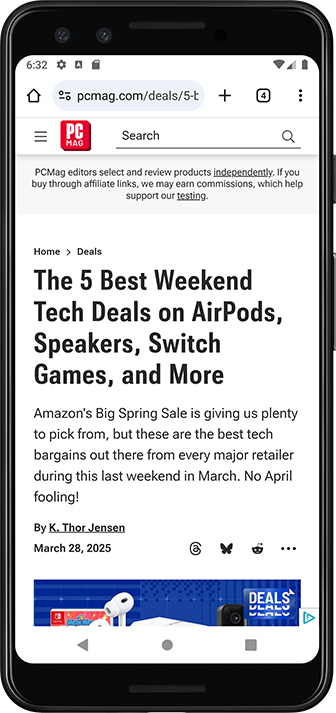 6:32
pcmag.com/deals/5-b
4
PC
MAG
Search
PCMag editors select and review products independently. If you
buy through affiliate links, we may earn commissions, which help
support our testing.
Home > Deals
The 5 Best Weekend
Tech Deals on AirPods,
Speakers, Switch
Games, and More
Amazon's Big Spring Sale is giving us plenty
to pick from, but these are the best tech
bargains out there from every major retailer
during this last weekend in March. No April
fooling!
By K. Thor Jensen
March 28, 2025
DEALS
DEALS